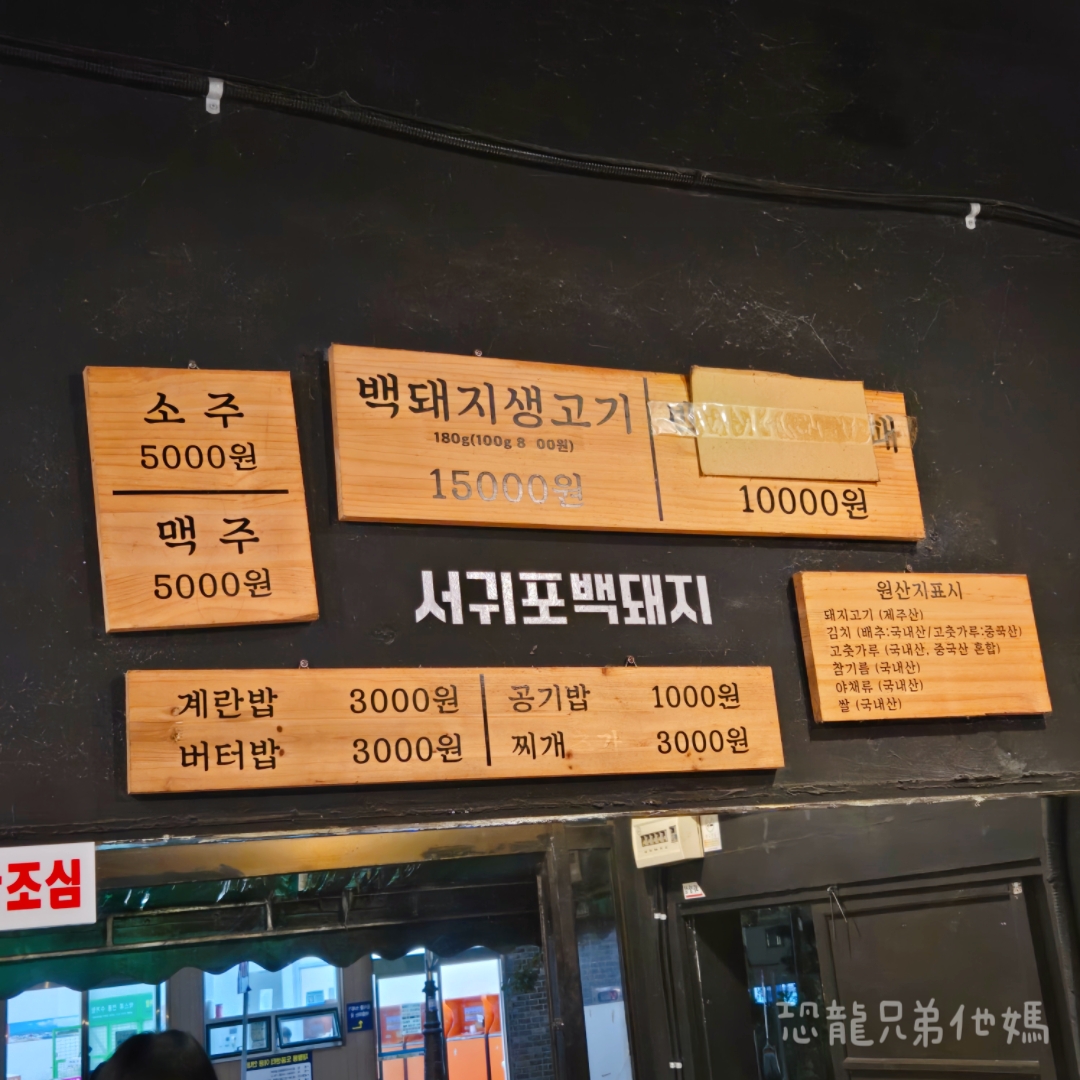 소주
5000원
맥주
5000원
백돼지생고기
180g(100g 8 00원)
15000원
10000원
서귀포백돼지
원산지표시
돼지고기 (제주산)
김치 (배추:국내산/고춧가루:중국산)
고춧가루 (국내산, 중국산 혼합)
참기름 (국내산)
야채류 (국내산)
쌀 (국내산)
계란밥 3000원
버터밥 3000원
공기밥 1000원
찌개 3000원
조심
恐龍兄弟他媽